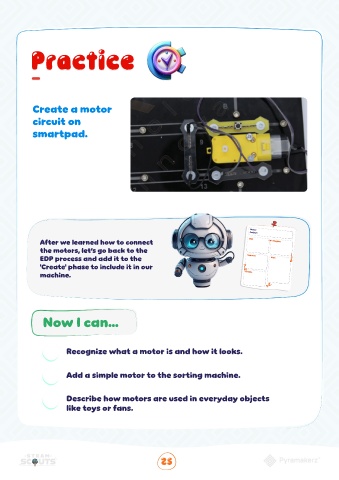 Practice
Create a motor
circuit on
smartpad.
After we learned how to connect
the motors, let's go back to the
EDP process and add it to the
'Create' phase to include it in our
machine.
Now I can...
Recognize what a motor is and how it looks.
Add a simple motor to the sorting machine.
Describe how motors are used in everyday objects
like toys or fans.
SCOUTS
25
Pyramakerz